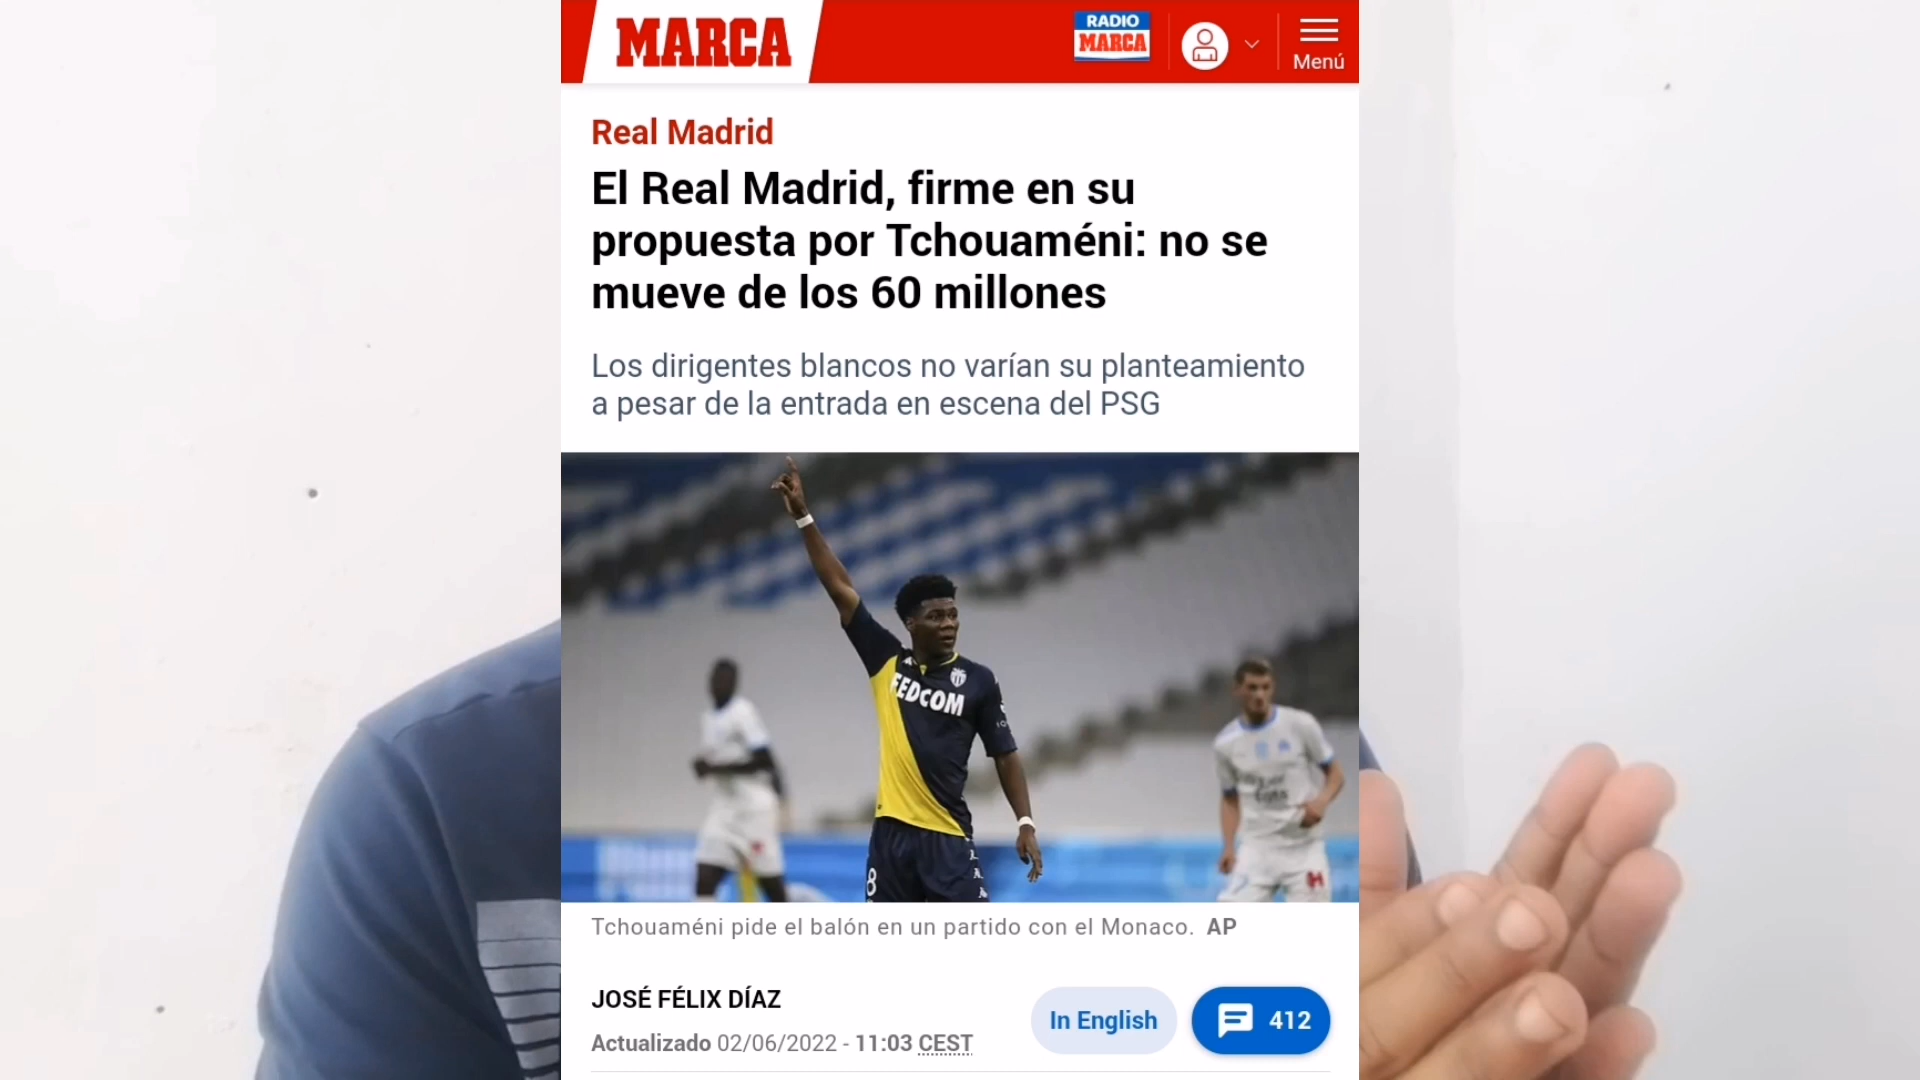 MARCA
RADIO
MARCA
Menú
Real Madrid
El Real Madrid, firme en su
propuesta por Tchouaméni: no se
mueve de los 60 millones
Los dirigentes blancos no varían su planteamiento
a pesar de la entrada en escena del PSG
FEDCOM
8
Tchouaméni pide el balón en un partido con el Monaco. AP
JOSÉ FÉLIX DÍAZ
Actualizado 02/06/2022 - 11:03 CEST
In English
412